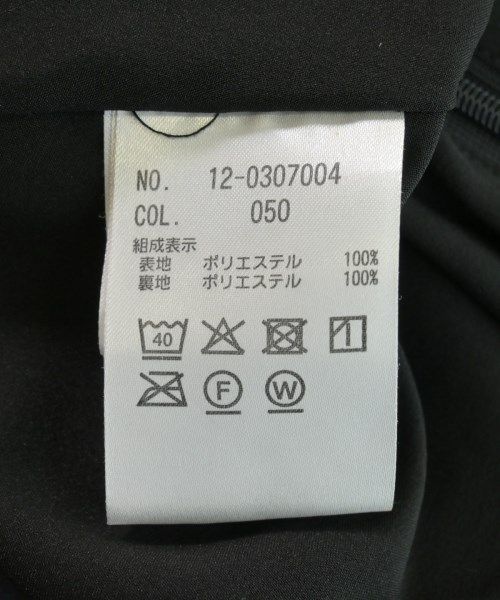 NO. 12-0307004
COL. 050
組成表示
表地 ポリエステル 100%
裏地 ポリエステル 100%
40
F W